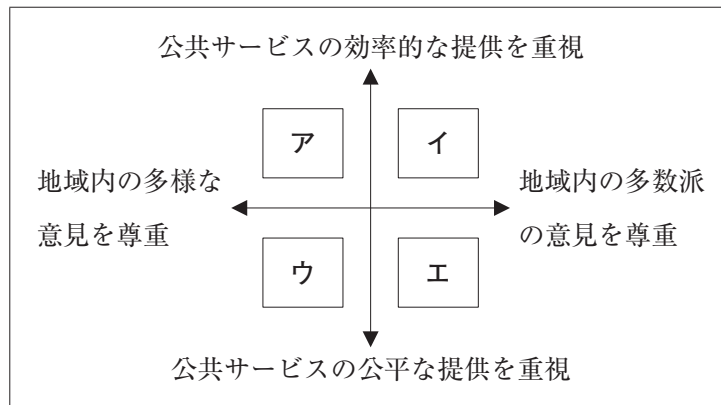 公共サービスの効率的な提供を重視
ア
イ
地域内の多様な
意見を尊重
地域内の多数派
の意見を尊重
ウ
エ
公共サービスの公平な提供を重視